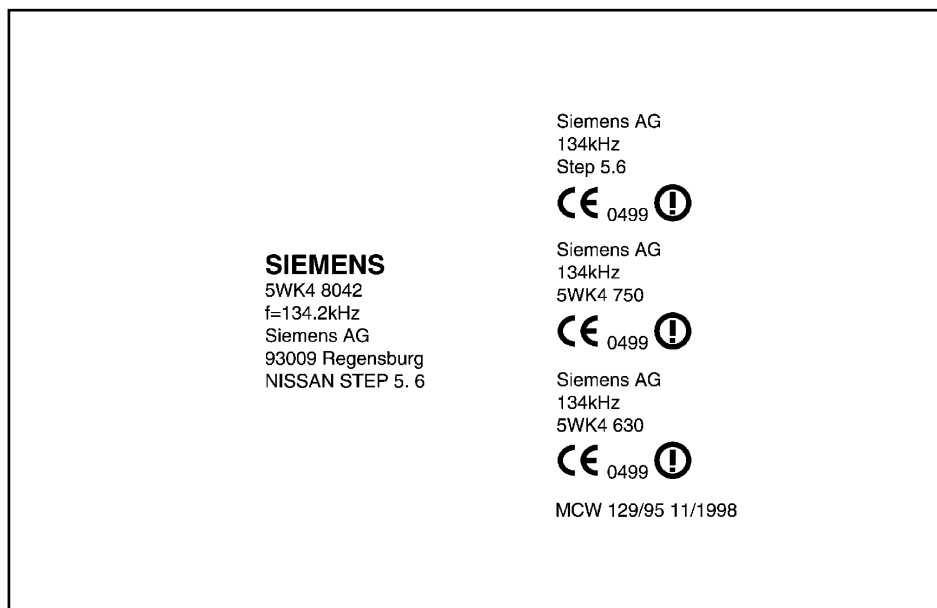 SIEMENS
5WK4 8042
f=134.2kHz
Siemens AG
93009 Regensburg
NISSAN STEP 5. 6
Siemens AG
134kHz
Step 5.6
CE 0499
Siemens AG
134kHz
5WK4 750
CE 0499
Siemens AG
134kHz
5WK4 630
CE 0499
MCW 129/95 11/1998